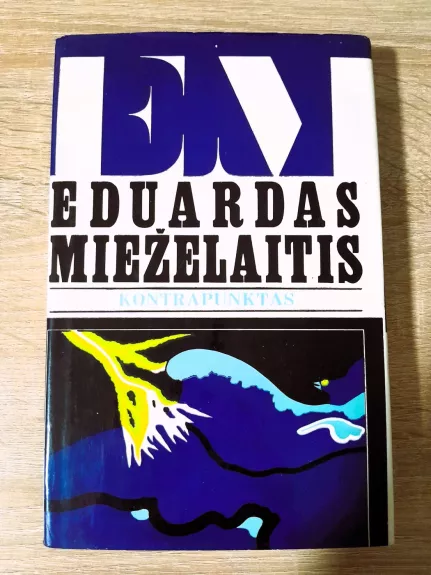 EM
EDUARDAS
MIEŽELAITIS
KONTRAPUNKTAS